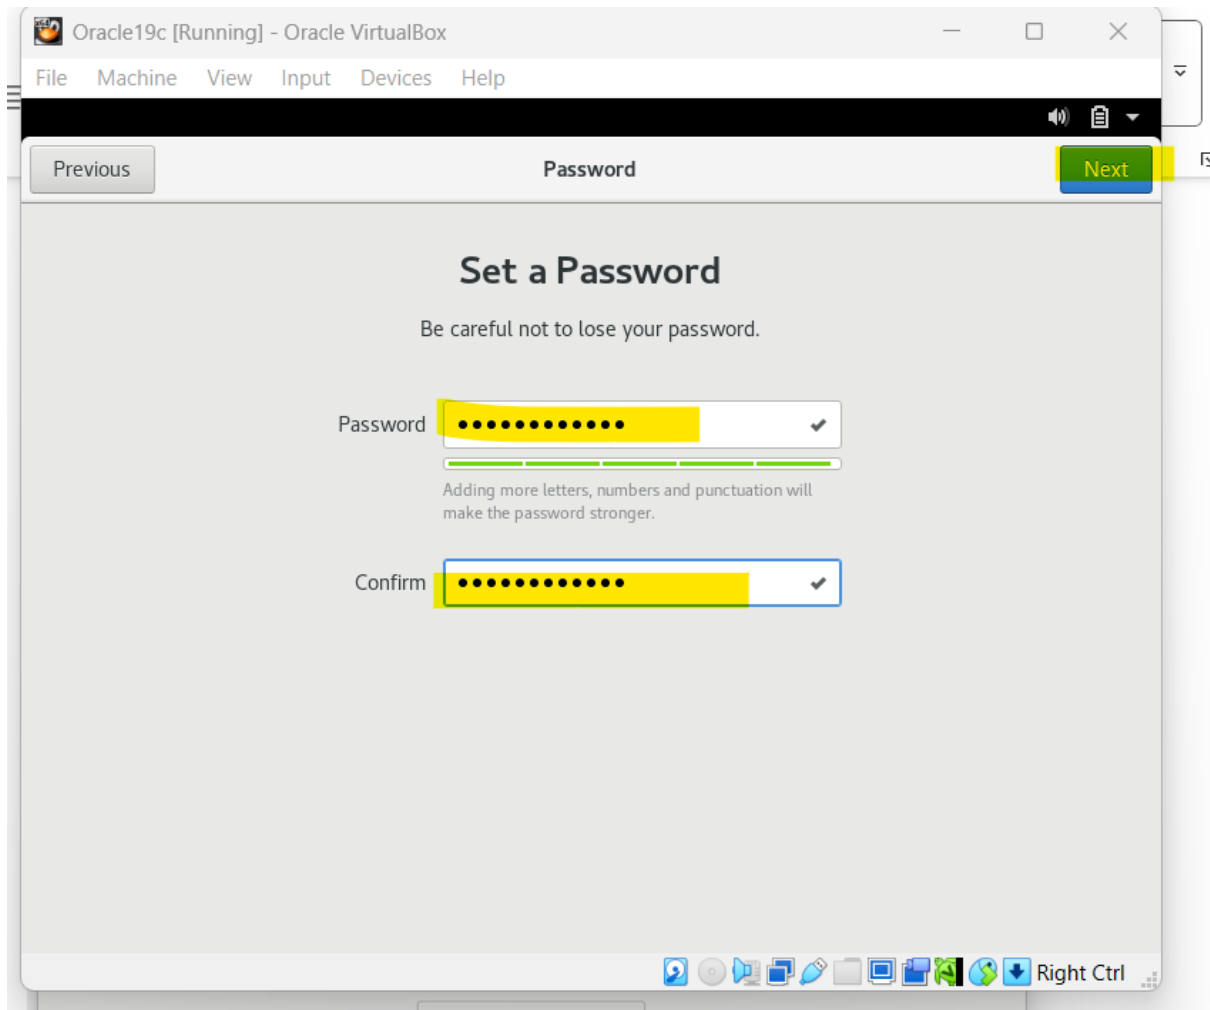 Oracle19c [Running] - Oracle VirtualBox
File Machine View Input Devices Help
Previous Password Next
Set a Password
Be careful not to lose your password.
Password ●●●●●●●●●●●●
Adding more letters, numbers and punctuation will
make the password stronger.
Confirm ●●●●●●●●●●●●
Right Ctrl